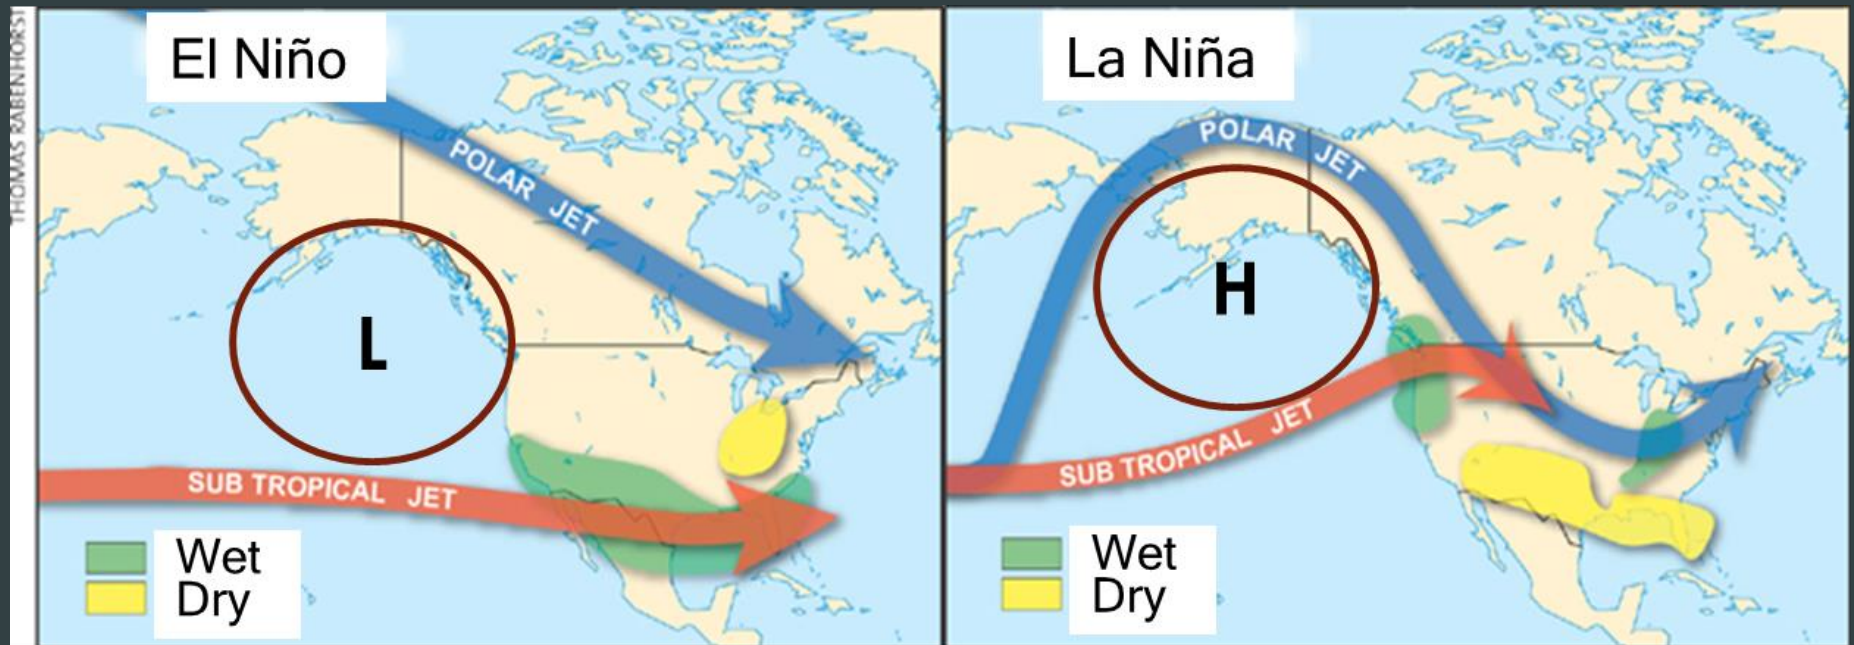 THOMAS RABENHORST
El Niño
POLAR JET
L
SUB TROPICAL JET
Wet
Dry
La Niña
POLAR JET
H
SUB TROPICAL JET
Wet
Dry